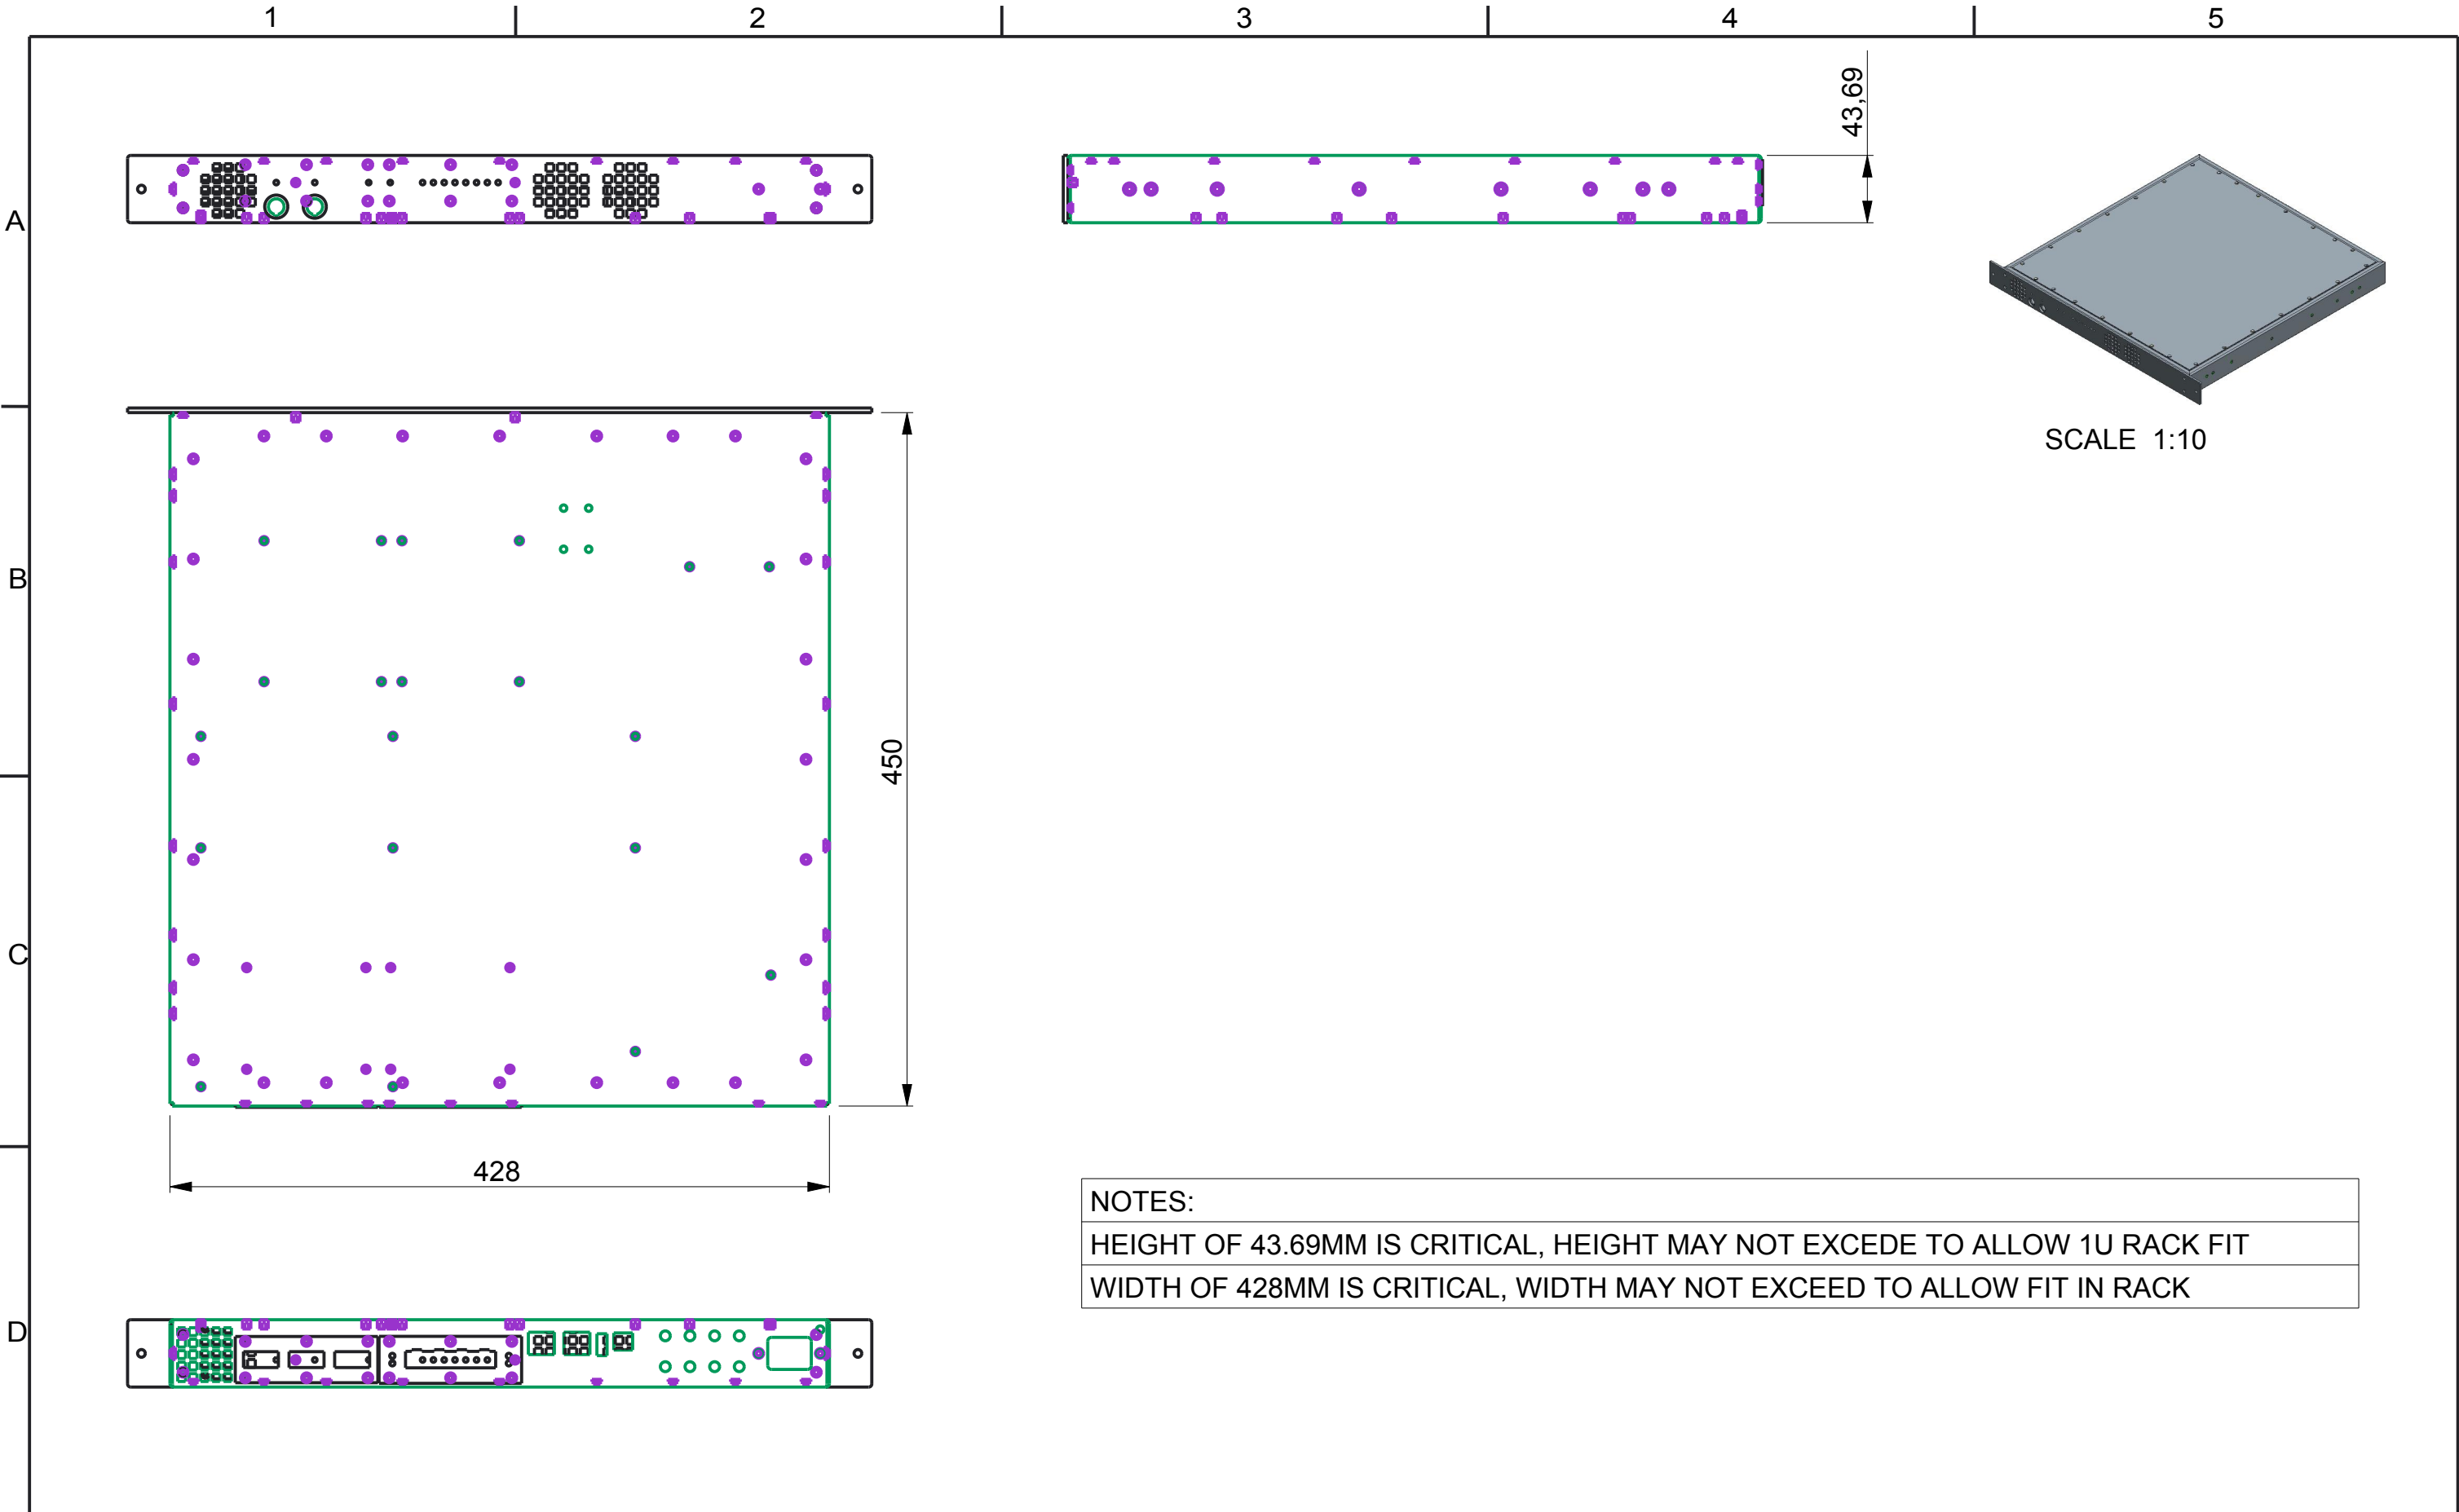 1 2 3 4 5
A
B
C
D
43,69
SCALE 1:10
450
428
NOTES:
HEIGHT OF 43.69MM IS CRITICAL, HEIGHT MAY NOT EXCEDE TO ALLOW 1U RACK FIT
WIDTH OF 428MM IS CRITICAL, WIDTH MAY NOT EXCEED TO ALLOW FIT IN RACK